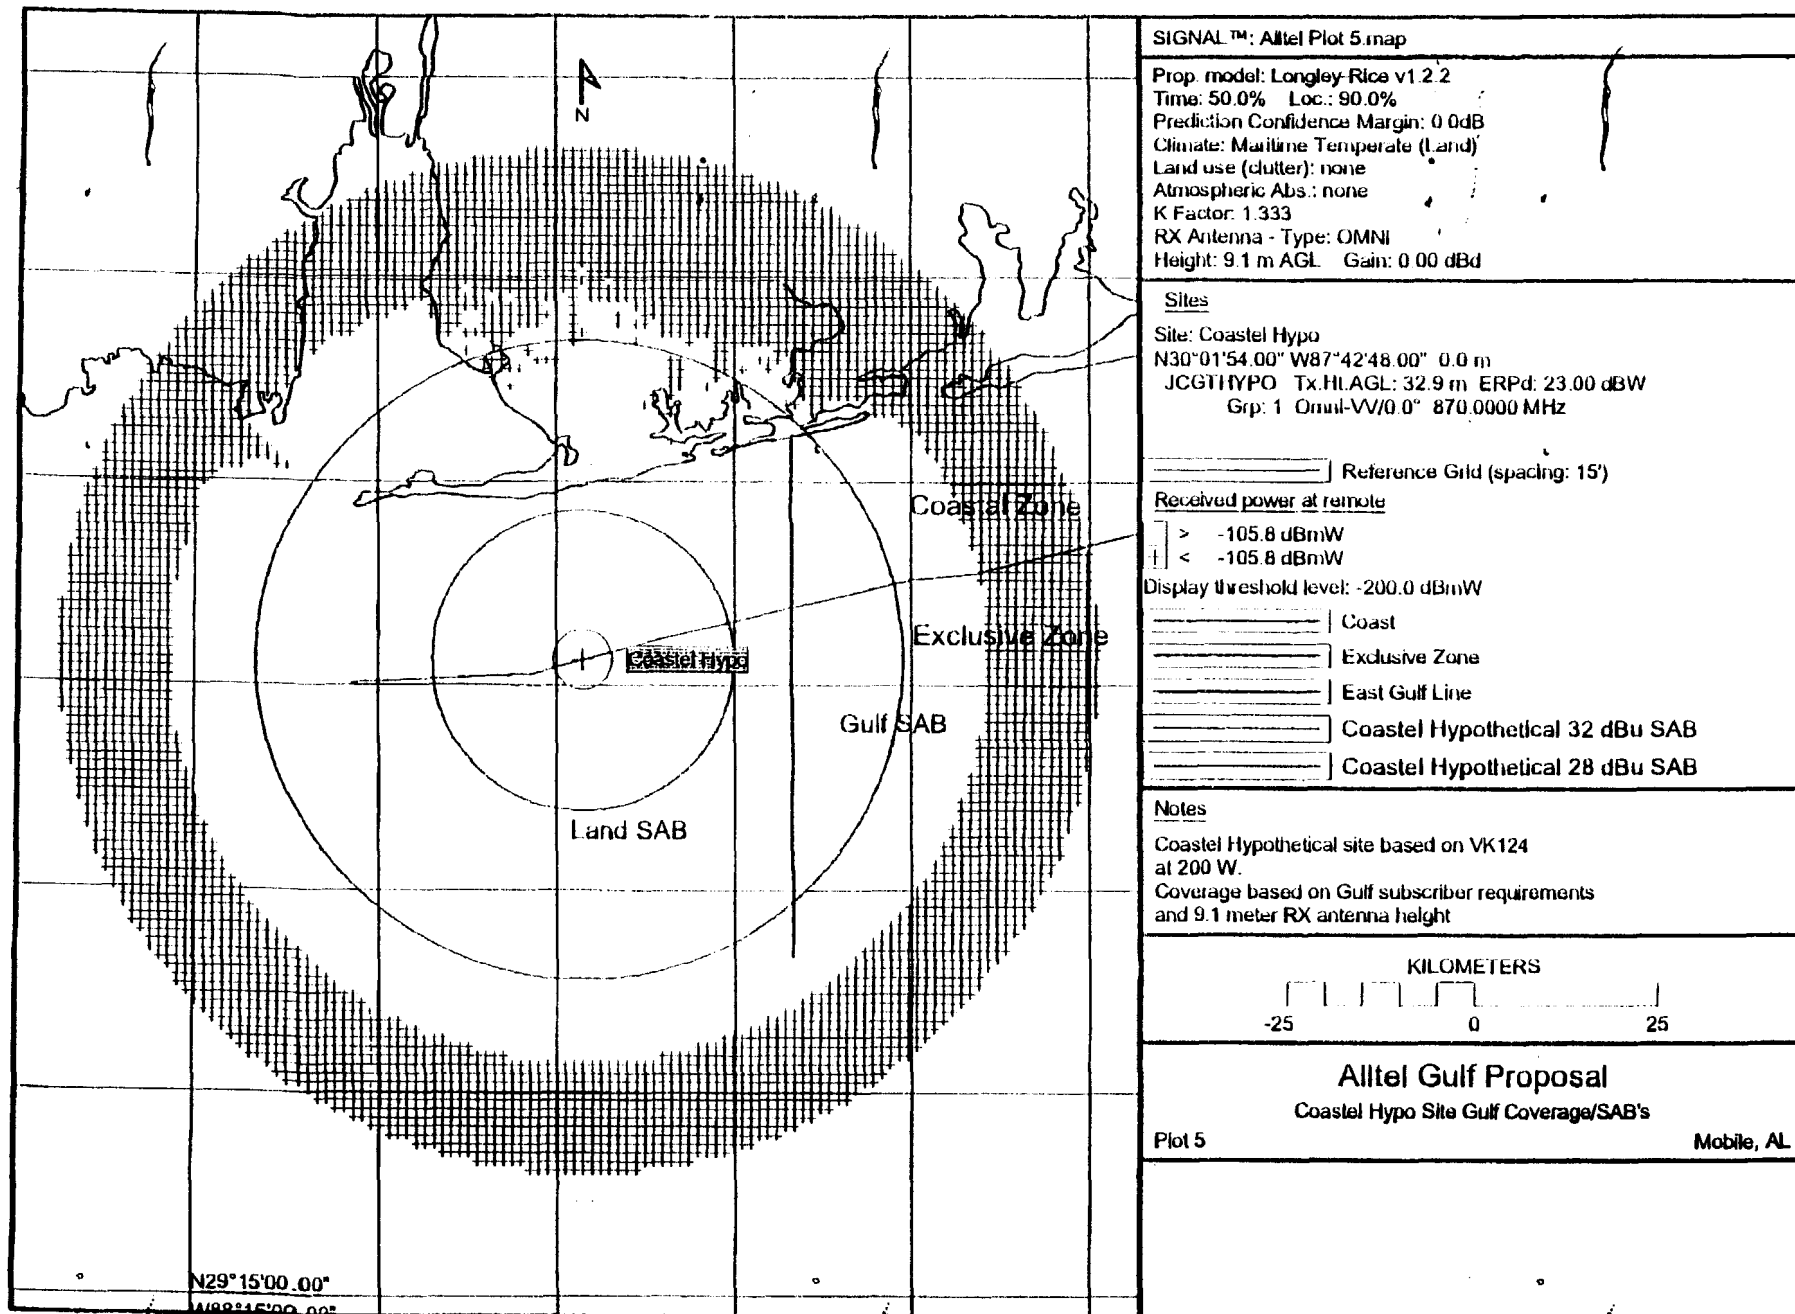 N
Coastal Zone
Exclusive Zone
Coastel Hypo
Gulf SAB
Land SAB
N29°15'00.00"
W88°15'00.00"
SIGNAL™: Alltel Plot 5.map
Prop. model: Longley-Rice v1.2.2
Time: 50.0% Loc.: 90.0%
Prediction Confidence Margin: 0.0dB
Climate: Maritime Temperate (Land)
Land use (clutter): none
Atmospheric Abs.: none
K Factor: 1.333
RX Antenna - Type: OMNI
Height: 9.1 m AGL Gain: 0.00 dBd
Sites
Site: Coastel Hypo
N30°01'54.00" W87°42'48.00" 0.0 m
JCGTHYPO Tx.Ht.AGL: 32.9 m ERPd: 23.00 dBW
Grp: 1 Omni-VV/0.0° 870.0000 MHz
Reference Grid (spacing: 15')
Received power at remote
> -105.8 dBmW
< -105.8 dBmW
Display threshold level: -200.0 dBmW
Coast
Exclusive Zone
East Gulf Line
Coastel Hypothetical 32 dBu SAB
Coastel Hypothetical 28 dBu SAB
Notes
Coastel Hypothetical site based on VK124
at 200 W.
Coverage based on Gulf subscriber requirements
and 9.1 meter RX antenna height
KILOMETERS
-25 0 25
Alltel Gulf Proposal
Coastel Hypo Site Gulf Coverage/SAB's
Plot 5 Mobile, AL